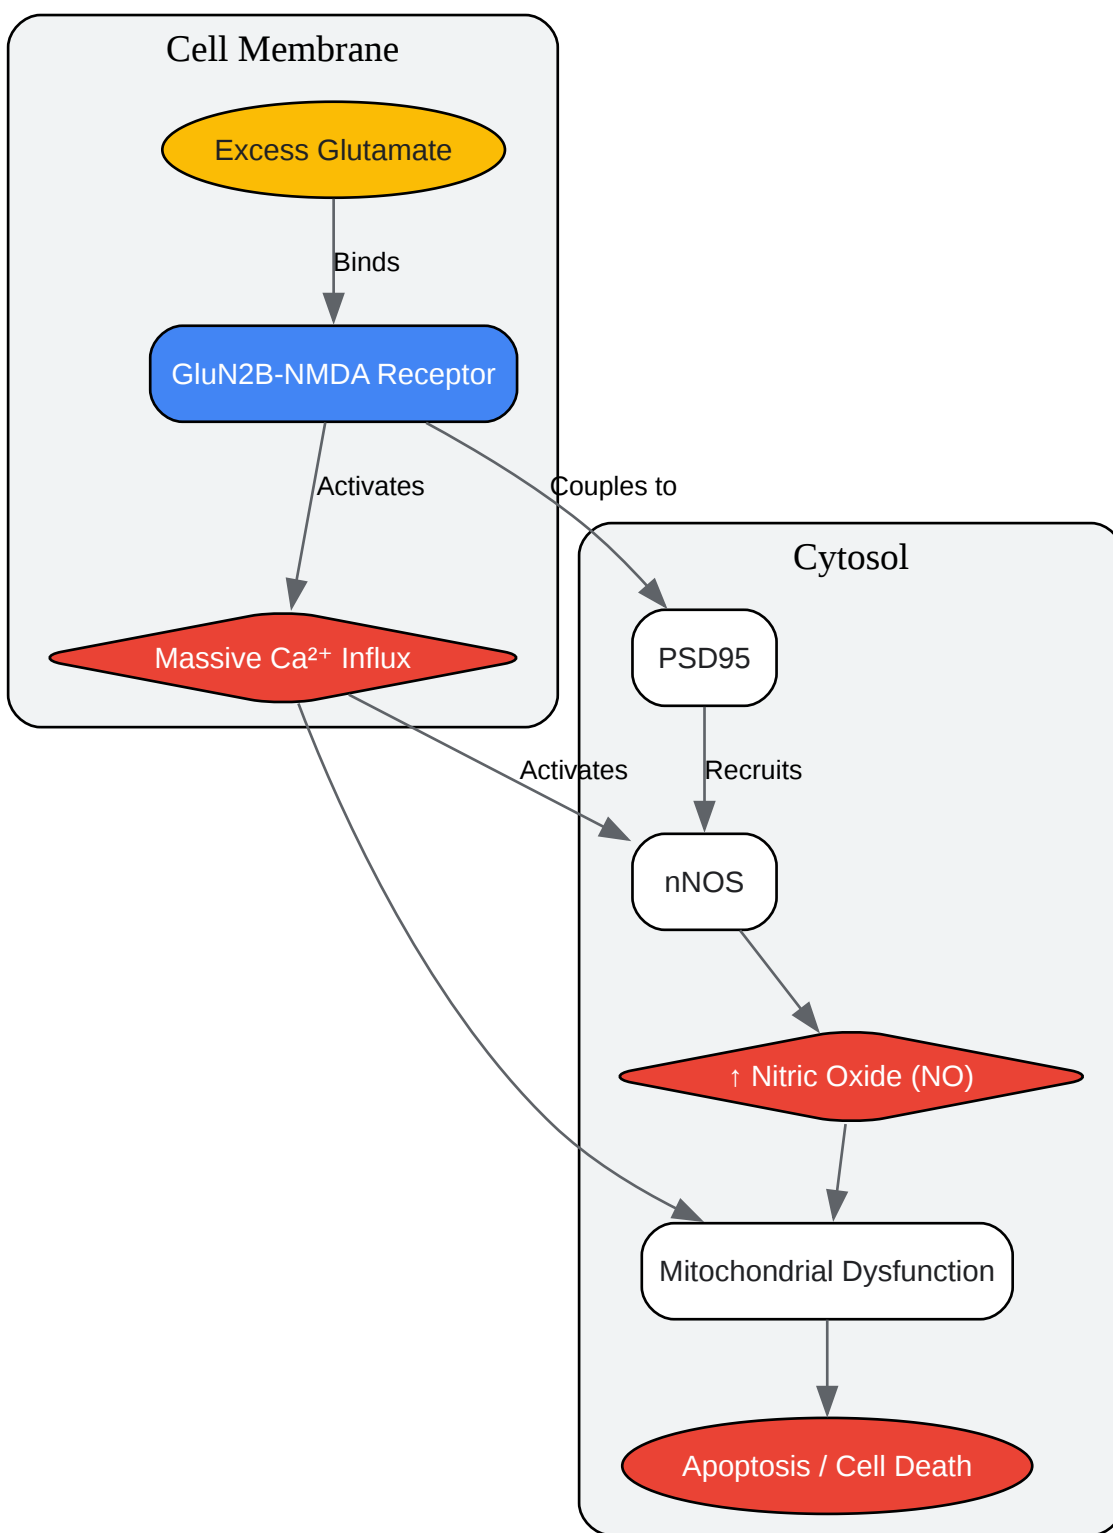 Cell Membrane
Excess Glutamate
Binds
GluN2B-NMDA Receptor
Activates
Couples to
Cytosol
Massive Ca²⁺ Influx
PSD95
Activates
Recruits
nNOS
↑ Nitric Oxide (NO)
Mitochondrial Dysfunction
Apoptosis / Cell Death